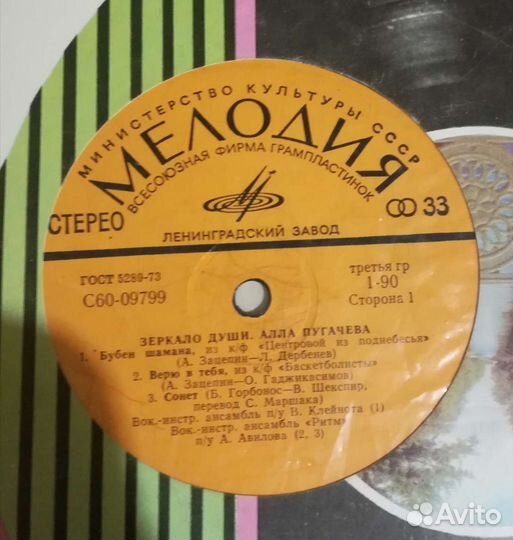 МИНИСТЕРСТВО КУЛЬТУРЫ СССР
МЕЛОДИЯ
ВСЕСОЮЗНАЯ ФИРМА ГРАМПЛАСТИНОК
СТЕРЕО
33
ЛЕНИНГРАДСКИЙ ЗАВОД
ГОСТ 5289-73
С60-09799
третья гр
1-90
Сторона 1
ЗЕРКАЛО ДУШИ. АЛЛА ПУГАЧЕВА
1. Бубен шамана, из к/ф «Центровой из поднебесья»
(А. Зацепин—Л. Дербенев)
2. Верю в тебя, из к/ф «Баскетболисты»
(А. Зацепин—О. Гаджикасимов)
3. Сонет (Б. Горбонос—В. Шекспир,
перевод С. Маршака)
Вок.-инстр. ансамбль п/у В. Клейнота (1)
Вок.-инстр. ансамбль «Ритм»
п/у А. Авилова (2, 3)
Avito